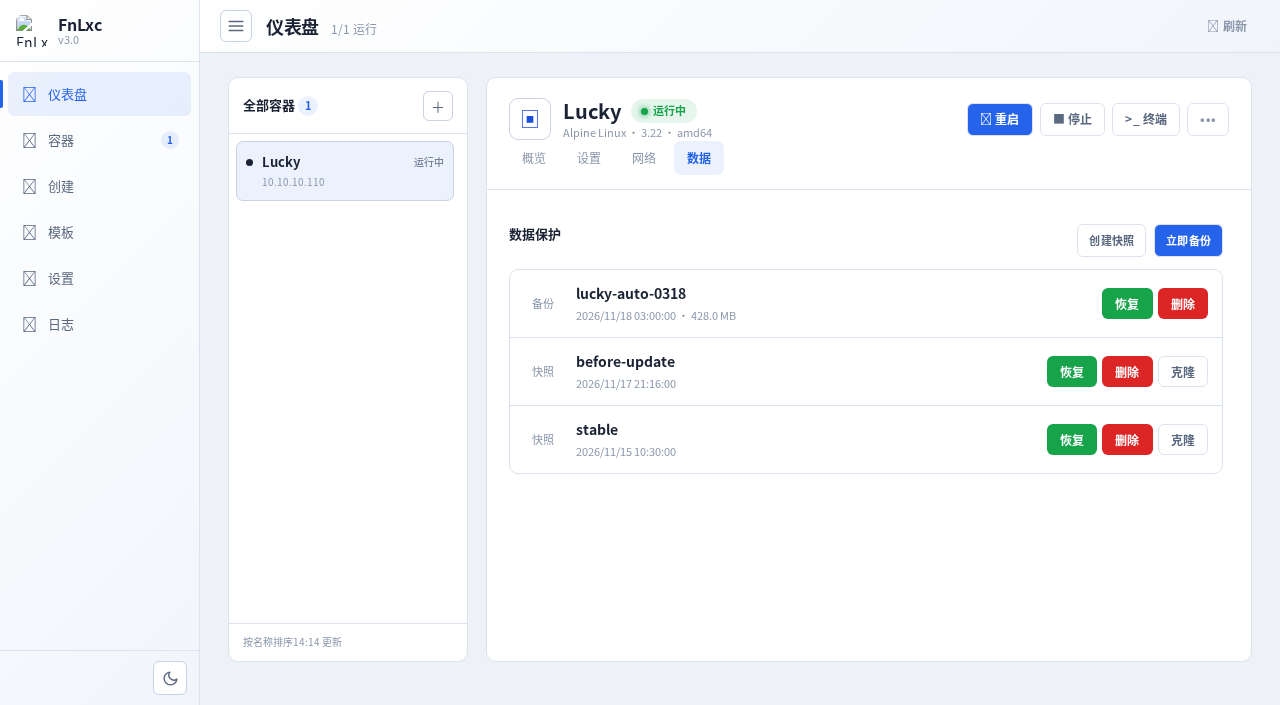 FnLxc
FnLxc
v3.0
仪表盘
容器
1
创建
模板
设置
日志
仪表盘
1/1 运行
刷新
全部容器
1
+
Lucky
运行中
10.10.10.110
按名称排序14:14 更新
Lucky
运行中
Alpine Linux · 3.22 · amd64
重启
停止
>_ 终端
•••
概览
设置
网络
数据
数据保护
创建快照
立即备份
备份
lucky-auto-0318
2026/11/18 03:00:00 · 428.0 MB
恢复
删除
快照
before-update
2026/11/17 21:16:00
恢复
删除
克隆
快照
stable
2026/11/15 10:30:00
恢复
删除
克隆